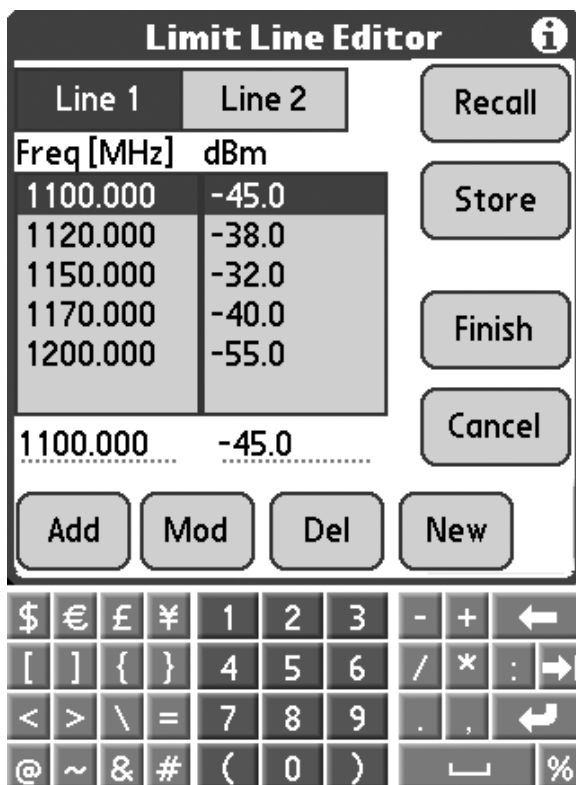 Limit Line Editor i
Line 1 Line 2 Recall
Freq [MHz] dBm
1100.000 -45.0 Store
1120.000 -38.0
1150.000 -32.0
1170.000 -40.0 Finish
1200.000 -55.0
1100.000 -45.0 Cancel
Add Mod Del New
$ € £ ¥ 1 2 3 - +
[ ] { } 4 5 6 / * :
< > \ = 7 8 9 . ,
@ ~ & # ( 0 ) %